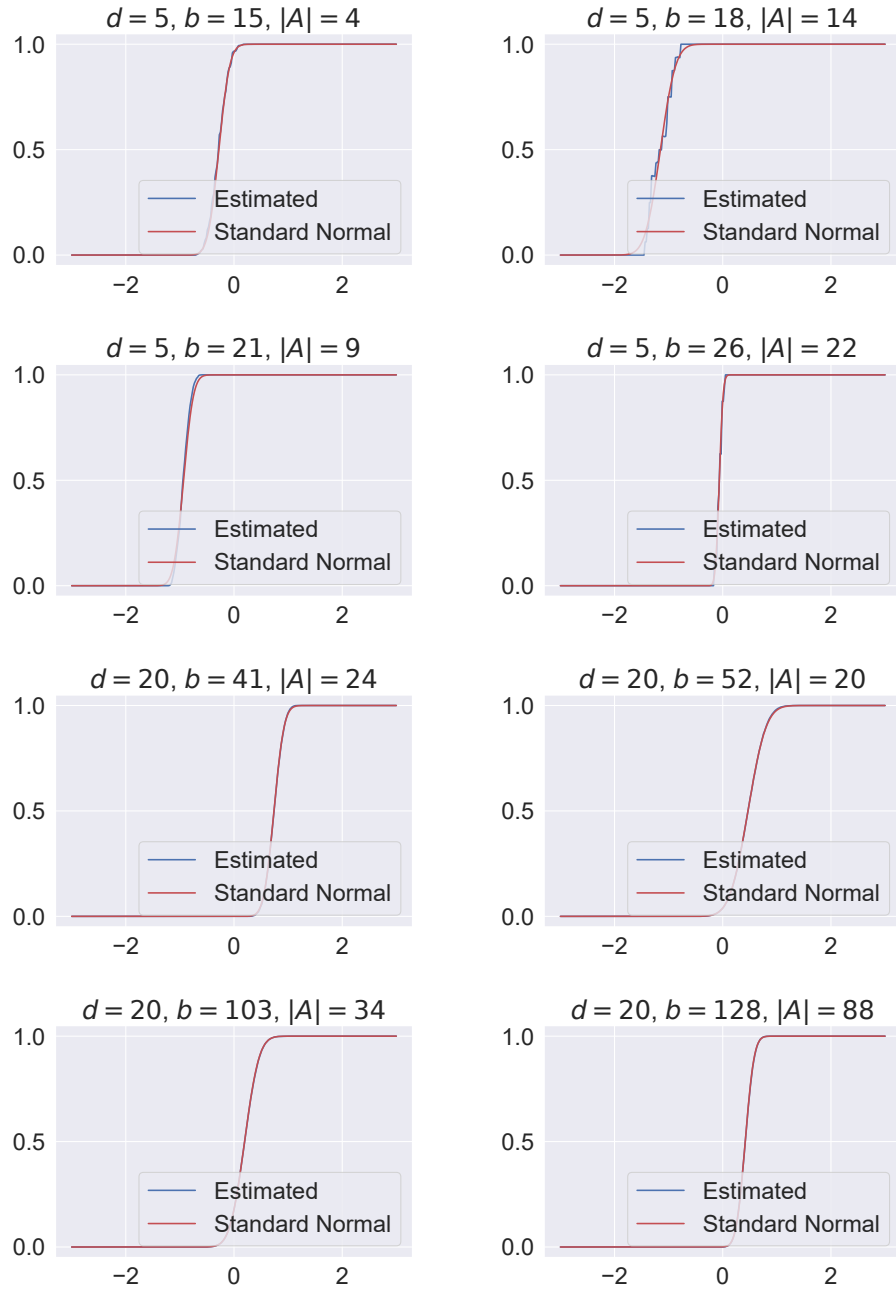 d = 5, b = 15, |A| = 4
1.0
0.5
0.0
Estimated
Standard Normal
−2 0 2
d = 5, b = 18, |A| = 14
1.0
0.5
0.0
Estimated
Standard Normal
−2 0 2
d = 5, b = 21, |A| = 9
1.0
0.5
0.0
Estimated
Standard Normal
−2 0 2
d = 5, b = 26, |A| = 22
1.0
0.5
0.0
Estimated
Standard Normal
−2 0 2
d = 20, b = 41, |A| = 24
1.0
0.5
0.0
Estimated
Standard Normal
−2 0 2
d = 20, b = 52, |A| = 20
1.0
0.5
0.0
Estimated
Standard Normal
−2 0 2
d = 20, b = 103, |A| = 34
1.0
0.5
0.0
Estimated
Standard Normal
−2 0 2
d = 20, b = 128, |A| = 88
1.0
0.5
0.0
Estimated
Standard Normal
−2 0 2